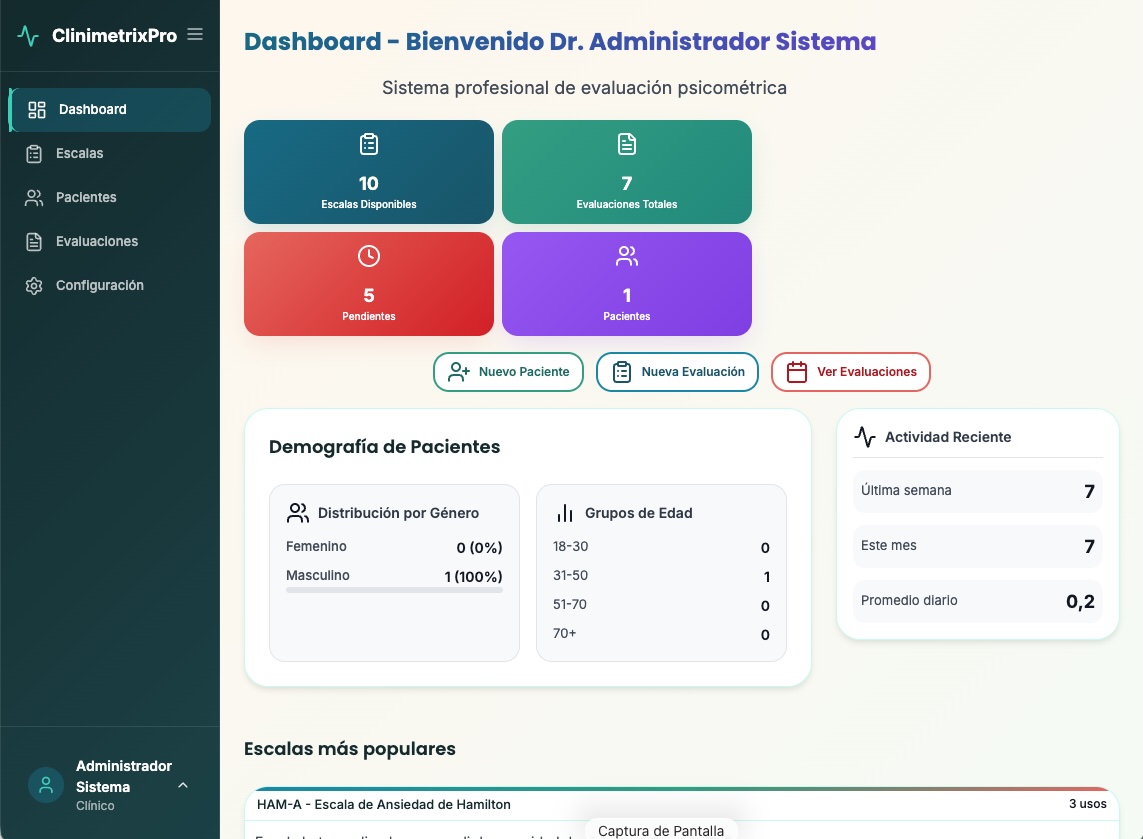 ClinimetrixPro
Dashboard
Escalas
Pacientes
Evaluaciones
Configuración
Administrador
Sistema
Clínico
Dashboard - Bienvenido Dr. Administrador Sistema
Sistema profesional de evaluación psicométrica
10
Escalas Disponibles
7
Evaluaciones Totales
5
Pendientes
1
Pacientes
Nuevo Paciente
Nueva Evaluación
Ver Evaluaciones
Demografía de Pacientes
Distribución por Género
Femenino 0 (0%)
Masculino 1 (100%)
Grupos de Edad
18-30 0
31-50 1
51-70 0
70+ 0
Actividad Reciente
Última semana 7
Este mes 7
Promedio diario 0,2
Escalas más populares
HAM-A - Escala de Ansiedad de Hamilton 3 usos
Captura de Pantalla